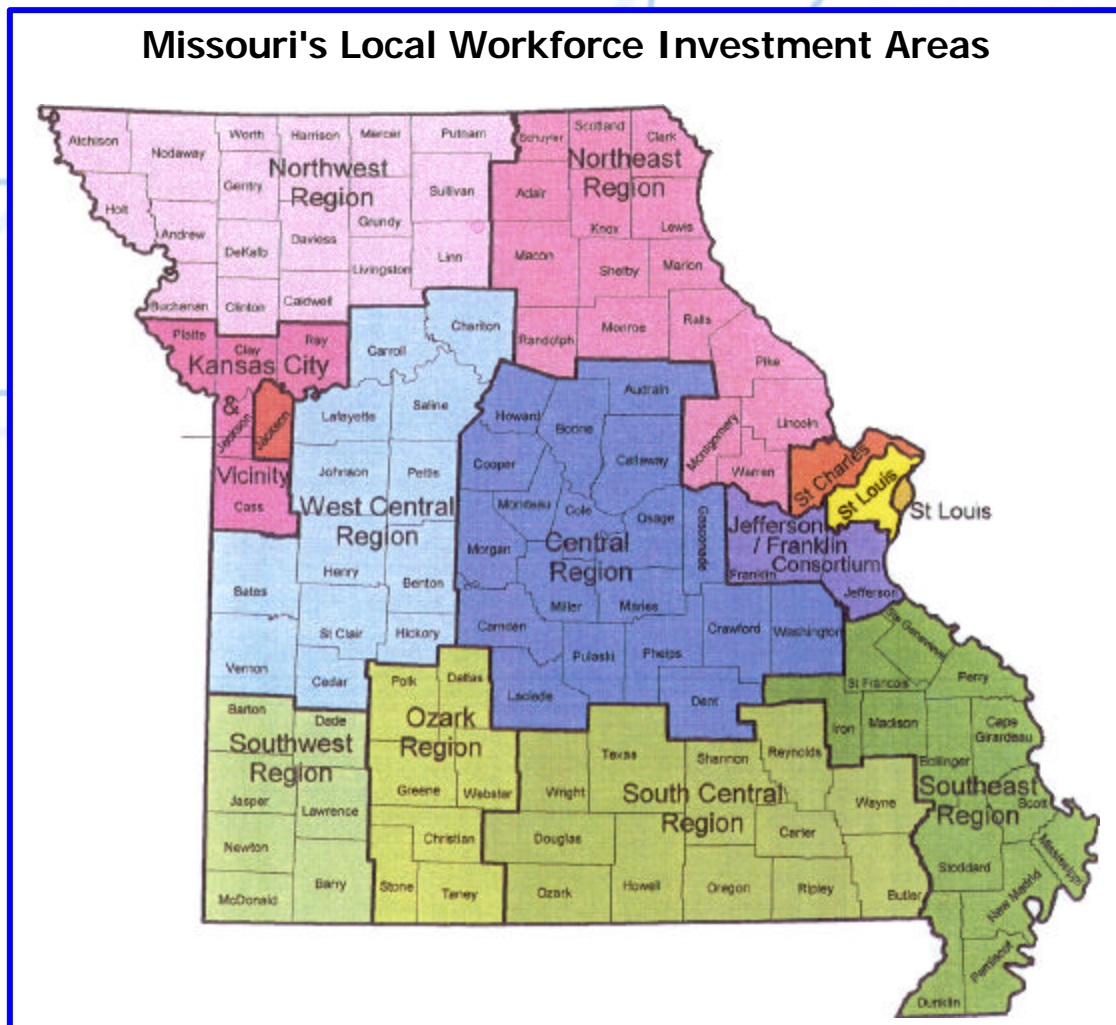 Missouri's Local Workforce Investment Areas
Atchison
Nodaway
Worth
Harrison
Mercer
Putnam
Schuyler
Scotland
Clark
Northwest
Region
Northeast
Region
Gentry
Sullivan
Adair
Holt
Andrew
DeKalb
Daviess
Grundy
Knox
Lewis
Livingston
Linn
Macon
Shelby
Marion
Buchanan
Clinton
Caldwell
Platte
Clay
Ray
Kansas City
&
Vicinity
Jackson
Jackson
Cass
Carroll
Chariton
Randolph
Monroe
Ralls
Pike
Lafayette
Saline
Howard
Boone
Audrain
Montgomery
Lincoln
Warren
St Charles
St Louis
St Louis
Johnson
Pettis
Cooper
Callaway
West Central
Region
Moniteau
Cole
Osage
Gasconade
Jefferson
/ Franklin
Consortium
Franklin
Jefferson
Morgan
Central
Region
Bates
Henry
Benton
Miller
Maries
Crawford
Washington
St Clair
Hickory
Camden
Pulaski
Phelps
Vernon
Cedar
Laclede
Dent
Ste Genevieve
St Francois
Perry
Polk
Dallas
Iron
Madison
Cape
Girardeau
Bollinger
Barton
Dade
Southwest
Region
Ozark
Region
Texas
Shannon
Reynolds
Southeast
Region
Scott
Mississippi
Jasper
Lawrence
Greene
Webster
Wright
South Central
Region
Wayne
Newton
Christian
Douglas
Carter
Stoddard
New Madrid
McDonald
Barry
Stone
Taney
Ozark
Howell
Oregon
Ripley
Butler
Pemiscot
Dunklin